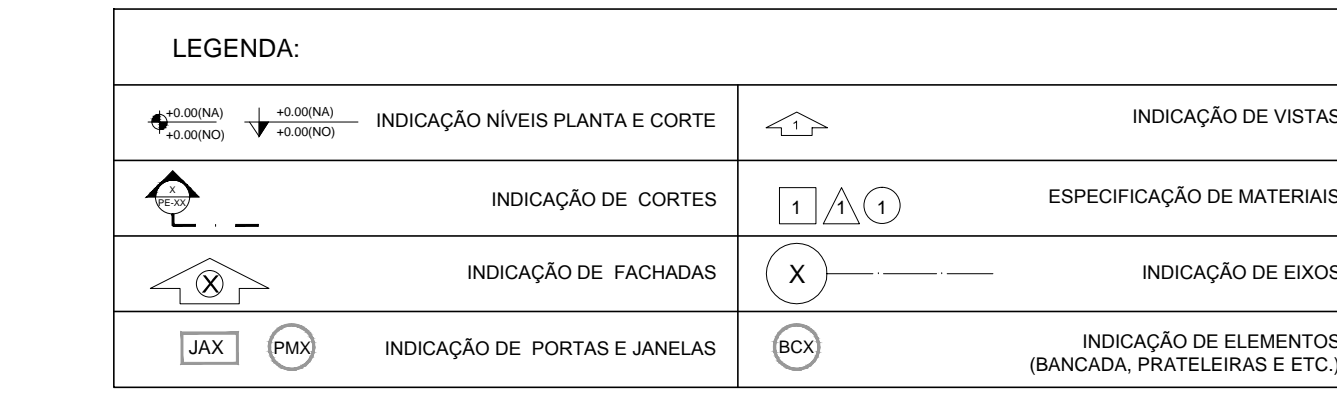 LEGENDA:
+0.00(NA)
+0.00(NO)
+0.00(NA)
+0.00(NO)
INDICAÇÃO NÍVEIS PLANTA E CORTE
1
INDICAÇÃO DE VISTAS
X
PE-XX
INDICAÇÃO DE CORTES
1 1 1
ESPECIFICAÇÃO DE MATERIAIS
X
INDICAÇÃO DE FACHADAS
X
INDICAÇÃO DE EIXOS
JAX PMX
INDICAÇÃO DE PORTAS E JANELAS
BCX
INDICAÇÃO DE ELEMENTOS
(BANCADA, PRATELEIRAS E ETC.)